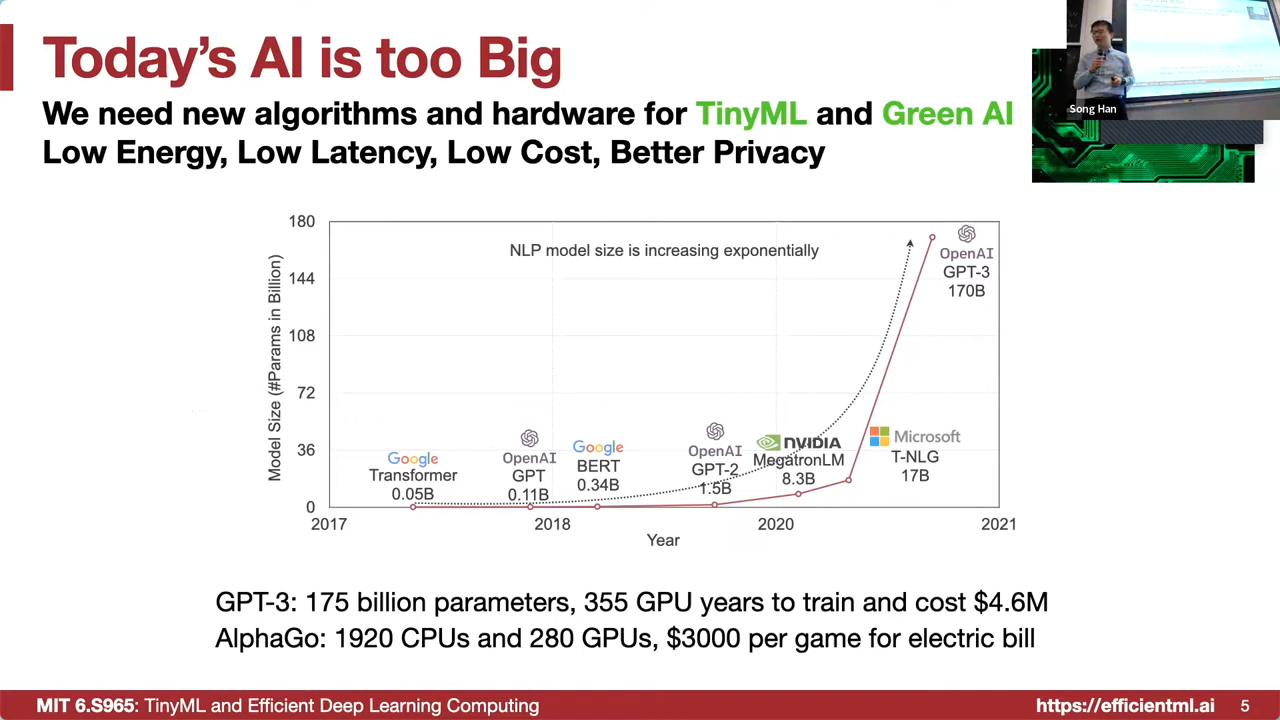 Today's AI is too Big
We need new algorithms and hardware for TinyML and Green AI
Low Energy, Low Latency, Low Cost, Better Privacy
Song Han
NLP model size is increasing exponentially
Model Size (#Params in Billion)
180
144
108
72
36
0
2017
2018
2020
2021
Year
Google
Transformer
0.05B
OpenAI
GPT
0.11B
Google
BERT
0.34B
OpenAI
GPT-2
1.5B
NVIDIA
MegatronLM
8.3B
Microsoft
T-NLG
17B
OpenAI
GPT-3
170B
GPT-3: 175 billion parameters, 355 GPU years to train and cost $4.6M
AlphaGo: 1920 CPUs and 280 GPUs, $3000 per game for electric bill
MIT 6.S965: TinyML and Efficient Deep Learning Computing
https://efficientml.ai
5